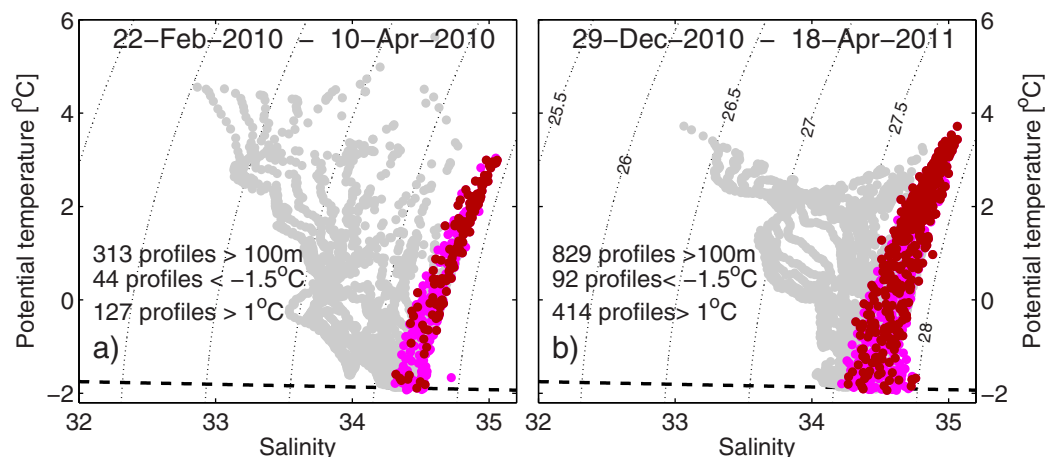 22−Feb−2010 − 10−Apr−2010
6
4
2
0
−2
Potential temperature [°C]
313 profiles > 100m
44 profiles < −1.5°C
127 profiles > 1°C
a)
32
33
34
35
Salinity
29−Dec−2010 − 18−Apr−2011
25.5
26
26.5
27
27.5
28
829 profiles >100m
92 profiles< −1.5°C
414 profiles> 1°C
b)
6
4
2
0
−2
Potential temperature [°C]
32
33
34
35
Salinity